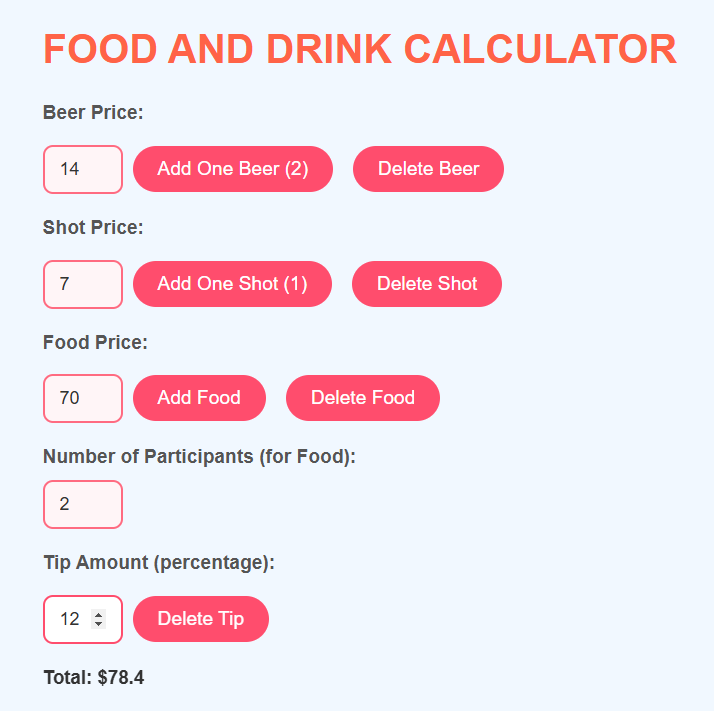 FOOD AND DRINK CALCULATOR
Beer Price:
14 Add One Beer (2) Delete Beer
Shot Price:
7 Add One Shot (1) Delete Shot
Food Price:
70 Add Food Delete Food
Number of Participants (for Food):
2
Tip Amount (percentage):
12 Delete Tip
Total: $78.4